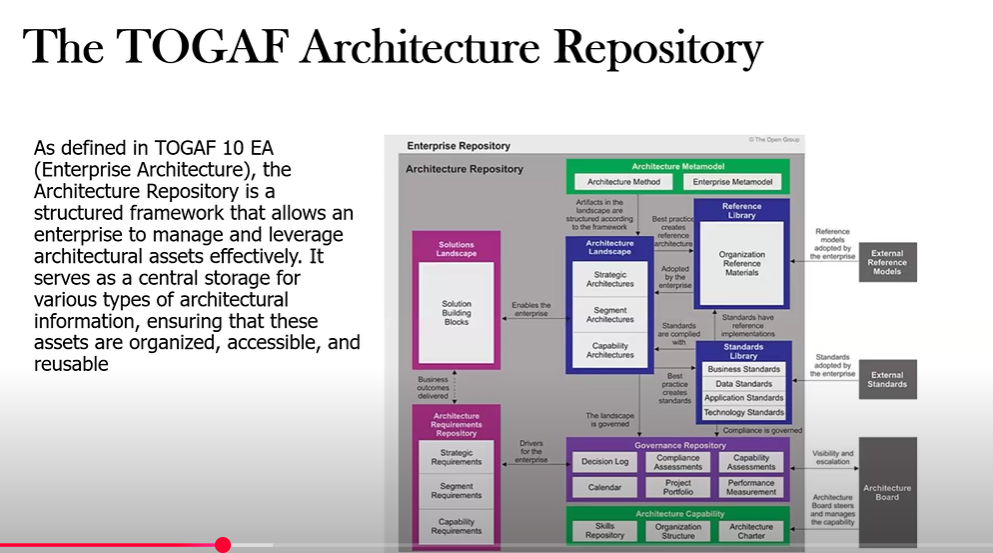 The TOGAF Architecture Repository
As defined in TOGAF 10 EA
(Enterprise Architecture), the
Architecture Repository is a
structured framework that allows an
enterprise to manage and leverage
architectural assets effectively. It
serves as a central storage for
various types of architectural
information, ensuring that these
assets are organized, accessible, and
reusable
© The Open Group
Enterprise Repository
Architecture Repository
Architecture Metamodel
Architecture Method
Enterprise Metamodel
Artifacts in the
landscape are
structured according
to the framework
Best practice
creates
reference
architecture
Reference
Library
Organization
Reference
Materials
Reference
models
adopted by
the enterprise
External
Reference
Models
Solutions
Landscape
Solution
Building
Blocks
Enables the
enterprise
Architecture
Landscape
Strategic
Architectures
Segment
Architectures
Capability
Architectures
Adopted
by the
enterprise
Standards
are complied
with
Standards have
reference
implementations
Best
practice
creates
standards
Standards
Library
Business Standards
Data Standards
Application Standards
Technology Standards
Standards
adopted by
the enterprise
External
Standards
Business
outcomes
delivered
The landscape
is governed
Compliance is governed
Architecture
Requirements
Repository
Strategic
Requirements
Segment
Requirements
Capability
Requirements
Drivers
for the
enterprise
Governance Repository
Decision Log
Compliance
Assessments
Capability
Assessments
Calendar
Project
Portfolio
Performance
Measurement
Visibility and
escalation
Architecture
Board
Architecture
Board steers
and manages
the capability
Architecture Capability
Skills
Repository
Organization
Structure
Architecture
Charter